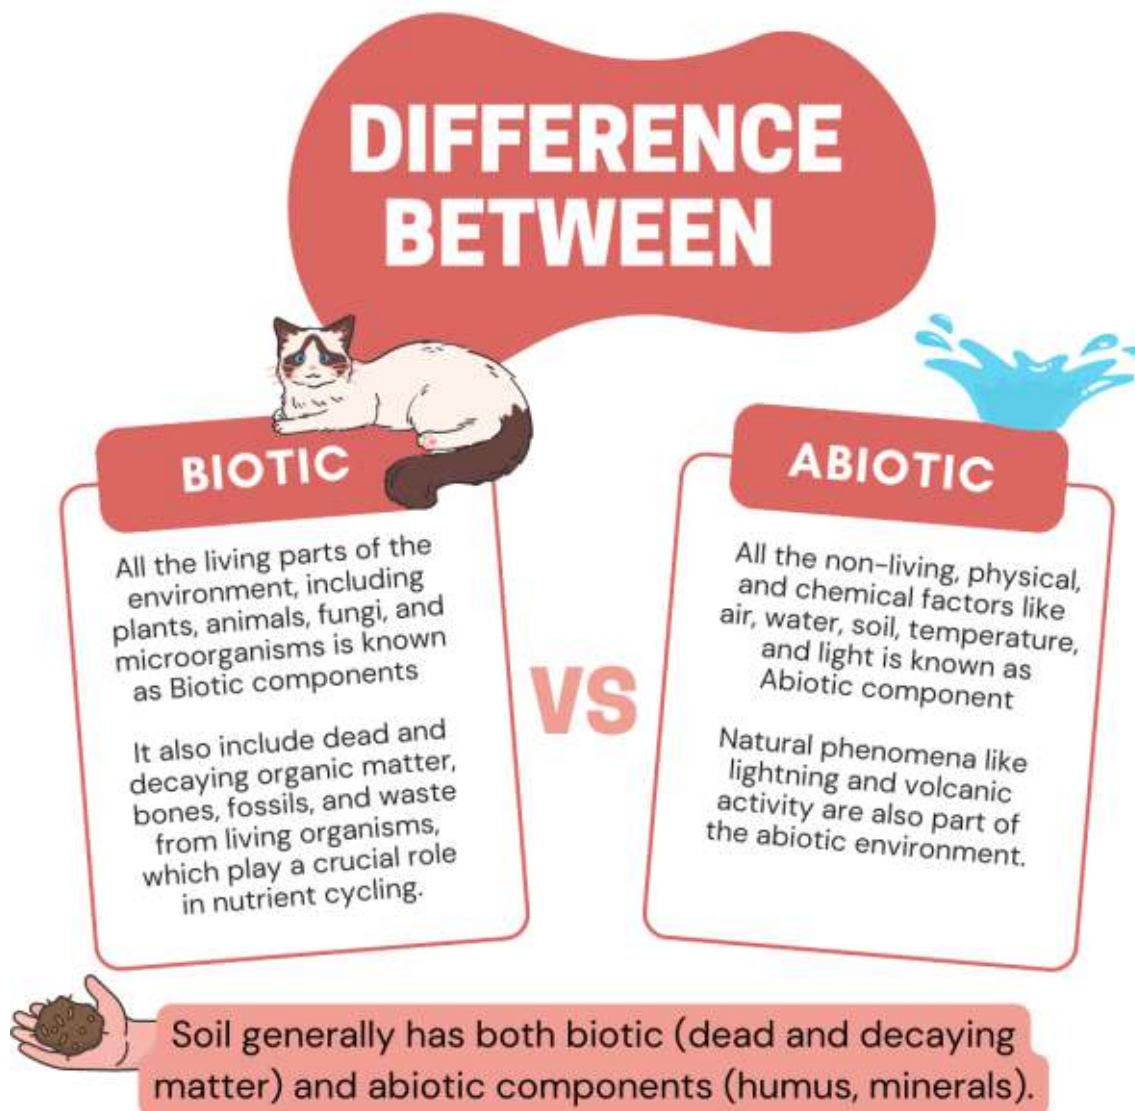 DIFFERENCE
BETWEEN
BIOTIC
All the living parts of the
environment, including
plants, animals, fungi, and
microorganisms is known
as Biotic components
It also include dead and
decaying organic matter,
bones, fossils, and waste
from living organisms,
which play a crucial role
in nutrient cycling.
VS
ABIOTIC
All the non-living, physical,
and chemical factors like
air, water, soil, temperature,
and light is known as
Abiotic component
Natural phenomena like
lightning and volcanic
activity are also part of
the abiotic environment.
Soil generally has both biotic (dead and decaying
matter) and abiotic components (humus, minerals).